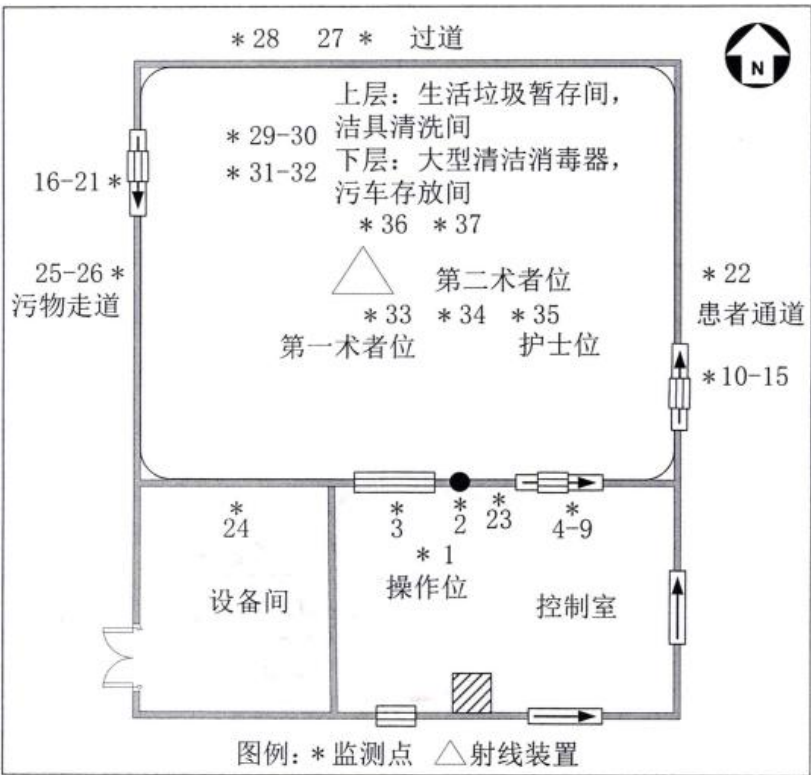 * 28 27 * 过道
N
上层：生活垃圾暂存间，
* 29-30 洁具清洗间
* 31-32 下层：大型清洁消毒器，
污车存放间
16-21 *
* 36 * 37
25-26 * 第二术者位 * 22
污物走道 患者通道
* 33 * 34 * 35
第一术者位 护士位
* 10-15
* 24 * 3 * 2 * 23 * 4-9
* 1
操作位
设备间 控制室
图例：* 监测点 △射线装置